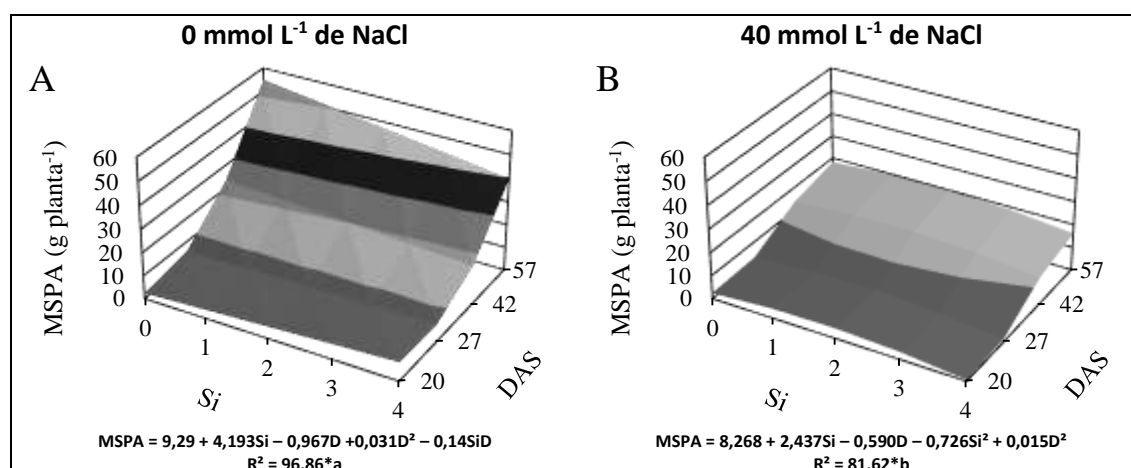 0 mmol L⁻¹ de NaCl
A
MSPA (g planta⁻¹)
60
50
40
30
20
10
0
0
1
2
3
4
Si
20
27
42
57
DAS
MSPA = 9,29 + 4,193Si – 0,967D +0,031D² – 0,14SiD
R² = 96,86*a
40 mmol L⁻¹ de NaCl
B
MSPA (g planta⁻¹)
60
50
40
30
20
10
0
0
1
2
3
4
Si
20
27
42
57
DAS
MSPA = 8,268 + 2,437Si – 0,590D – 0,726Si² + 0,015D²
R² = 81,62*b